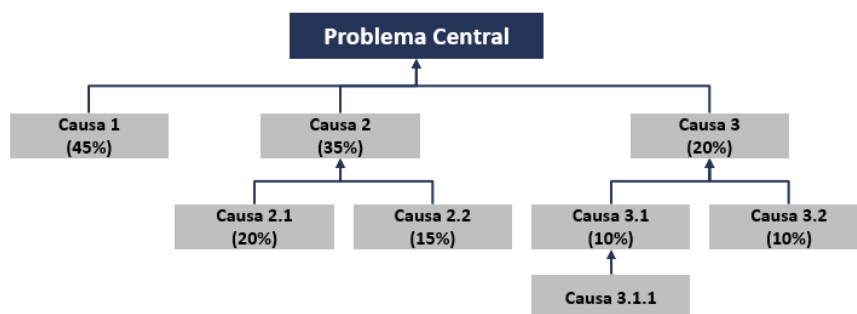 Problema Central
Causa 1
(45%)
Causa 2
(35%)
Causa 3
(20%)
Causa 2.1
(20%)
Causa 2.2
(15%)
Causa 3.1
(10%)
Causa 3.2
(10%)
Causa 3.1.1